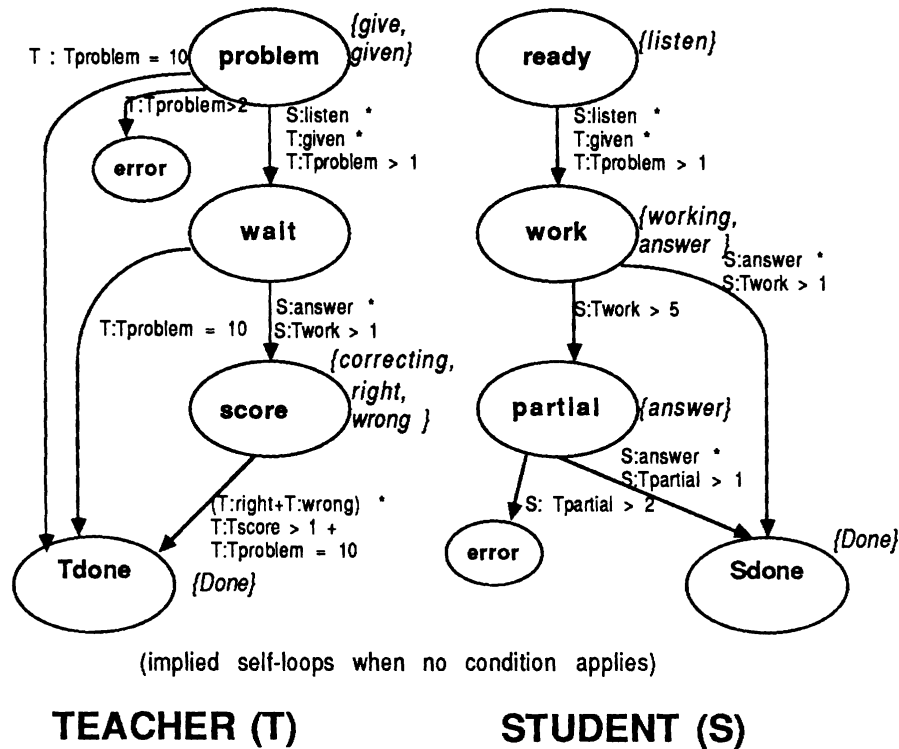 {give,
given}
T : Tproblem = 10
problem
T:Tproblem>2
S:listen *
T:given *
T:Tproblem > 1
error
wait
T:Tproblem = 10
S:answer *
S:Twork > 1
{correcting,
right,
wrong }
score
(T:right+T:wrong) *
T:Tscore > 1 +
T:Tproblem = 10
Tdone
{Done}
ready
{listen}
S:listen *
T:given *
T:Tproblem > 1
work
{working,
answer }
S:answer *
S:Twork > 1
S:Twork > 5
partial
{answer}
S:answer *
S:Tpartial > 1
S: Tpartial > 2
error
Sdone
{Done}
(implied self-loops when no condition applies)
TEACHER (T)
STUDENT (S)